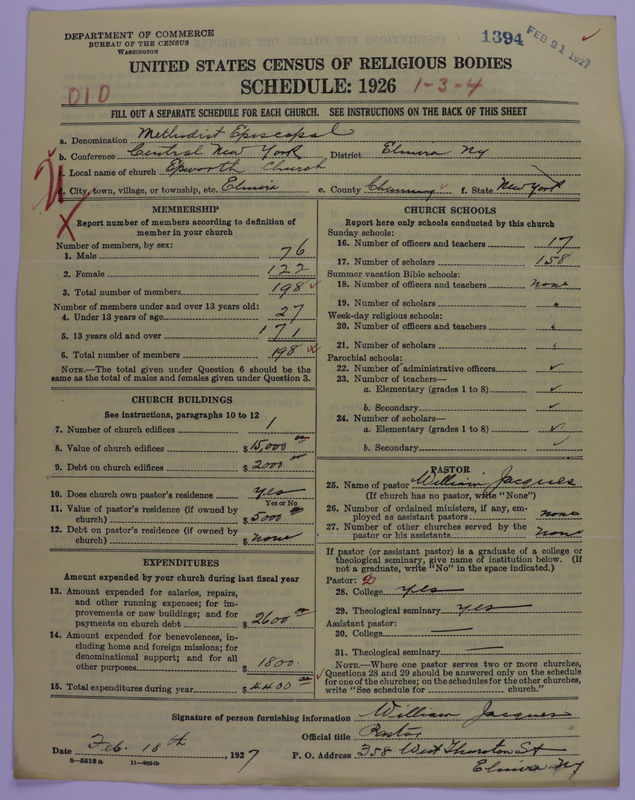 DEPARTMENT OF COMMERCE
BUREAU OF THE CENSUS
WASHINGTON
1394
FEB 21 1927
UNITED STATES CENSUS OF RELIGIOUS BODIES
SCHEDULE: 1926
1-3-4
010
FILL OUT A SEPARATE SCHEDULE FOR EACH CHURCH. SEE INSTRUCTIONS ON THE BACK OF THIS SHEET
a. Denomination Methodist Episcopal
b. Conference Central New York District Elmira Ny
c. Local name of church Epworth Church
d. City, town, village, or township, etc. Elmira e. County Chemung f. State New York
MEMBERSHIP
Report number of members according to definition of
member in your church
Number of members, by sex:
1. Male 76
2. Female 122
3. Total number of members 198
Number of members under and over 13 years old:
4. Under 13 years of age 27
5. 13 years old and over 171
6. Total number of members 198
NOTE.—The total given under Question 6 should be the
same as the total of males and females given under Question 3.
CHURCH BUILDINGS
See instructions, paragraphs 10 to 12
7. Number of church edifices 1
8. Value of church edifices $ 15,000 00
9. Debt on church edifices $ 2000 00
10. Does church own pastor's residence yes
Yes or No
11. Value of pastor's residence (if owned by
church) $ 5000 00
12. Debt on pastor's residence (if owned by
church) $ none
EXPENDITURES
Amount expended by your church during last fiscal year
13. Amount expended for salaries, repairs,
and other running expenses; for im-
provements or new buildings; and for
payments on church debt $ 2600 00
14. Amount expended for benevolences, in-
cluding home and foreign missions; for
denominational support; and for all
other purposes $ 1800
15. Total expenditures during year $ 4400 00
CHURCH SCHOOLS
Report here only schools conducted by this church
Sunday schools:
16. Number of officers and teachers 17
17. Number of scholars 158
Summer vacation Bible schools:
18. Number of officers and teachers none
19. Number of scholars "
Week-day religious schools:
20. Number of officers and teachers "
21. Number of scholars "
Parochial schools:
22. Number of administrative officers ✓
23. Number of teachers—
a. Elementary (grades 1 to 8) ✓
b. Secondary ✓
24. Number of scholars—
a. Elementary (grades 1 to 8) ✓
b. Secondary ✓
PASTOR
25. Name of pastor William Jacques
(If church has no pastor, write "None")
26. Number of ordained ministers, if any, em-
ployed as assistant pastors none
27. Number of other churches served by the
pastor or his assistants non
If pastor (or assistant pastor) is a graduate of a college or
theological seminary, give name of institution below. (If
not a graduate, write "No" in the space indicated.)
Pastor:
28. College yes
29. Theological seminary yes
Assistant pastor:
30. College —
31. Theological seminary —
NOTE.—Where one pastor serves two or more churches,
Questions 28 and 29 should be answered only on the schedule
for one of the churches; on the schedules for the other churches,
write "See schedule for church."
Signature of person furnishing information William Jacques
Official title Pastor
Date Feb. 18th, 1927 P. O. Address 358 West Thurston St
Elmira Ny
8—5518 a 11—9664b